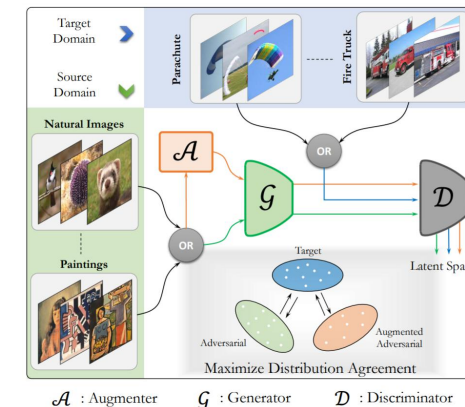 Target
Domain
Source
Domain
Parachute
Fire Truck
Natural Images
Paintings
OR
OR
A
G
D
Latent
Target
Adversarial
Augmented
Adversarial
Maximize Distribution Agreement
A : Augmenter
G : Generator
D : Discriminator